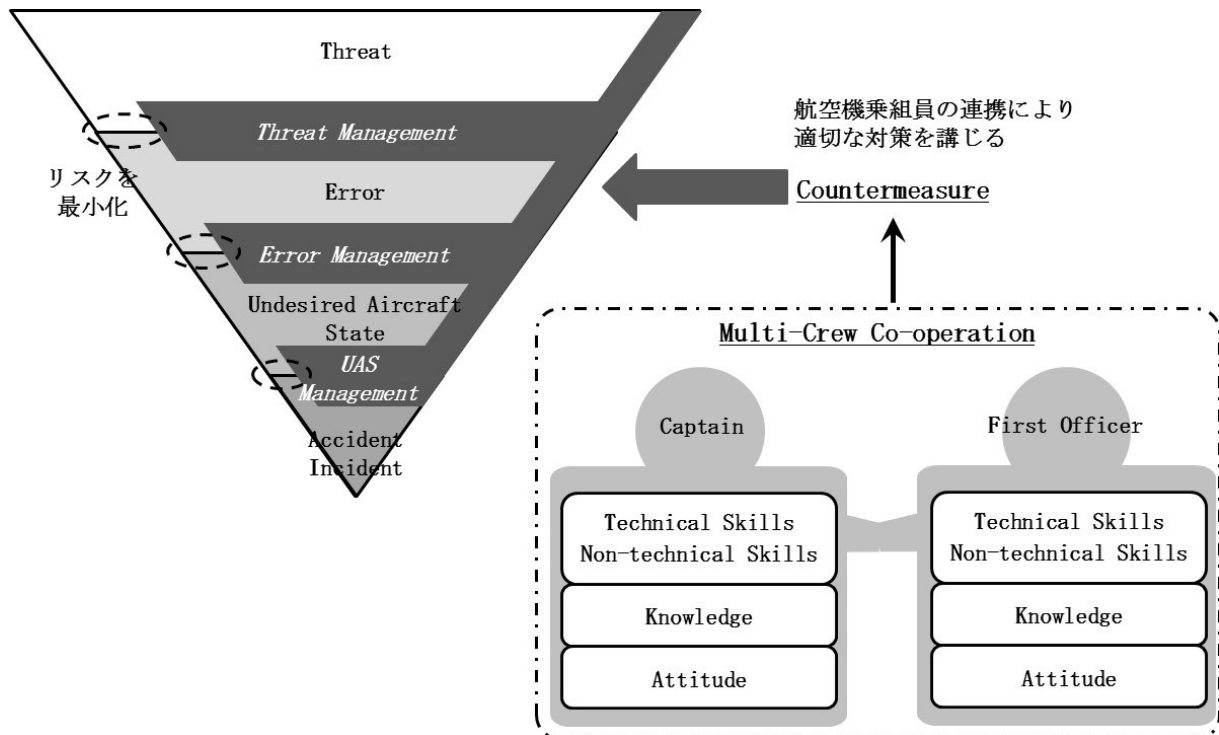 Threat
Threat Management
リスクを
最小化
Error
Error Management
Undesired Aircraft
State
UAS
Management
Accident
Incident
航空機乗組員の連携により
適切な対策を講じる
Countermeasure
Multi-Crew Co-operation
Captain
Technical Skills
Non-technical Skills
Knowledge
Attitude
First Officer
Technical Skills
Non-technical Skills
Knowledge
Attitude